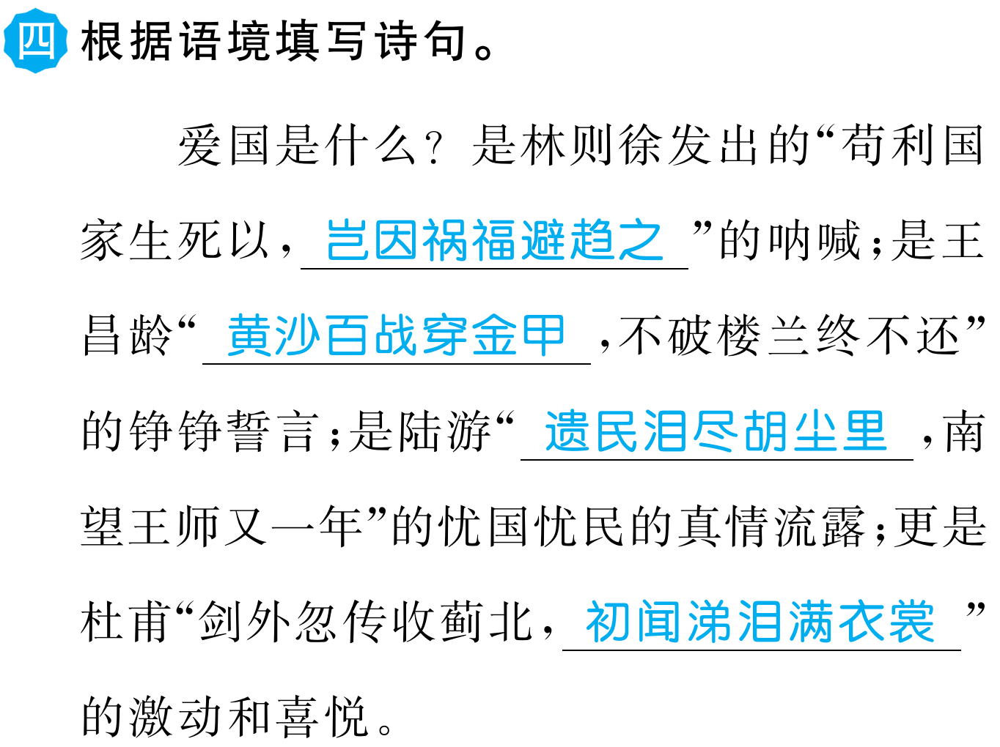 四 根据语境填写诗句。
爱国是什么？是林则徐发出的“苟利国
家生死以，岂因祸福避趋之”的呐喊；是王
昌龄“黄沙百战穿金甲，不破楼兰终不还”
的铮铮誓言；是陆游“遗民泪尽胡尘里，南
望王师又一年”的忧国忧民的真情流露；更是
杜甫“剑外忽传收蓟北，初闻涕泪满衣裳”
的激动和喜悦。